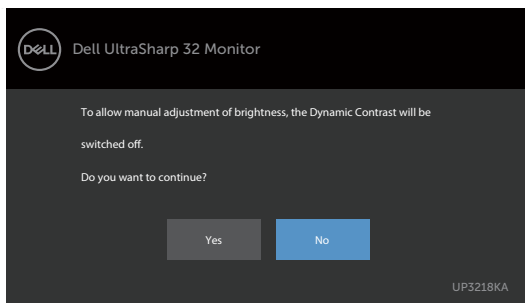 DELL
Dell UltraSharp 32 Monitor
To allow manual adjustment of brightness, the Dynamic Contrast will be
switched off.
Do you want to continue?
Yes
No
UP3218KA